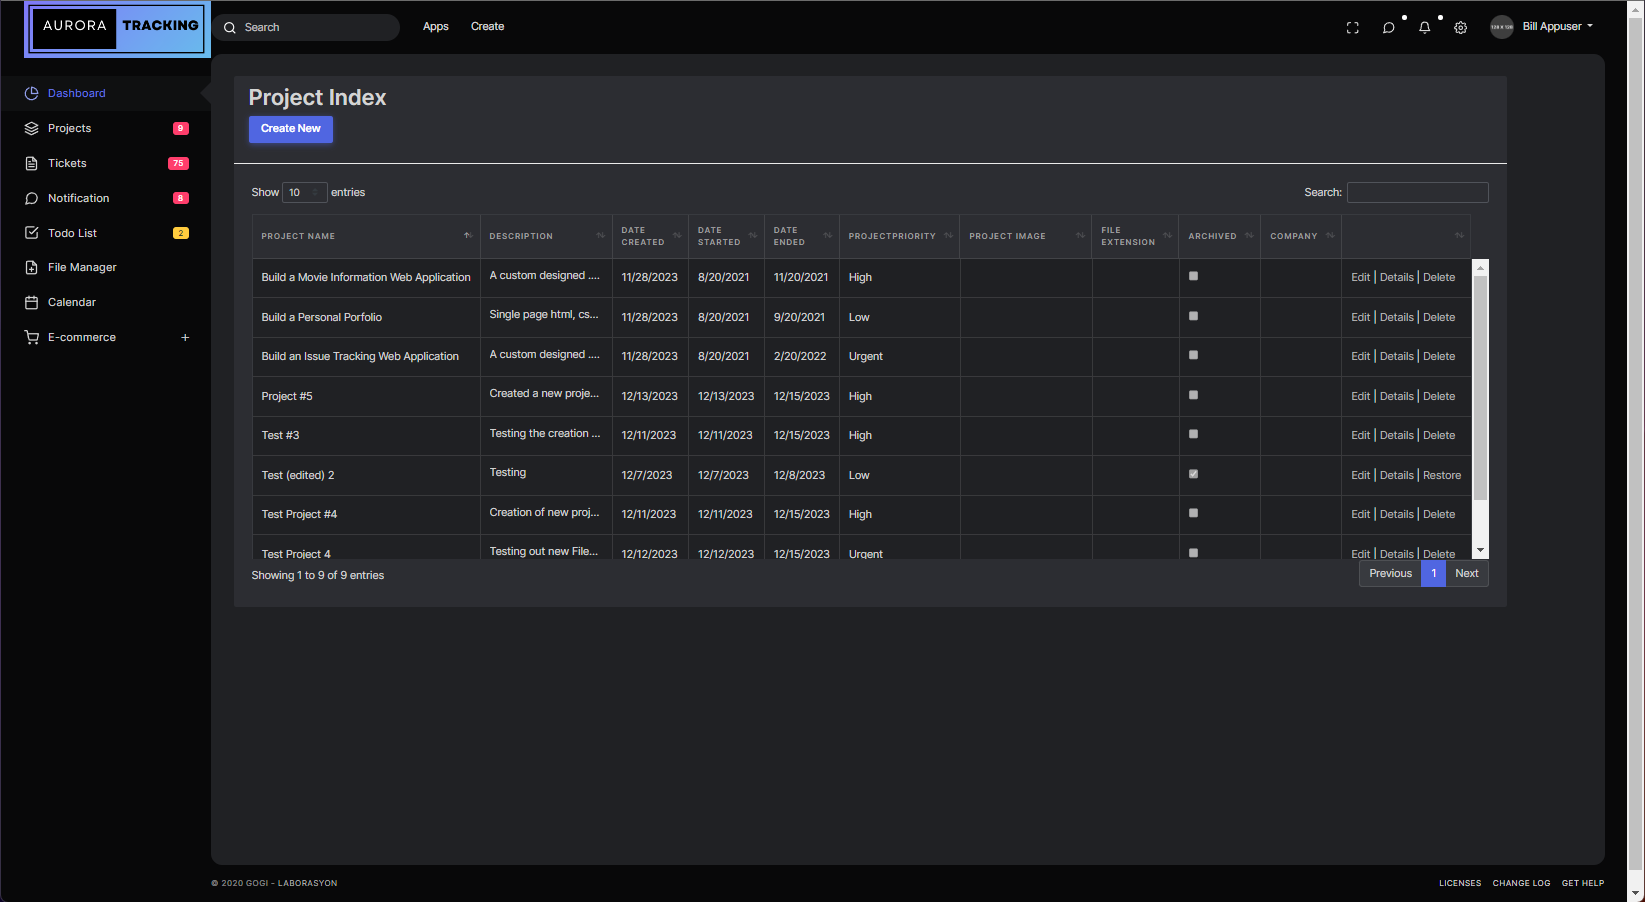 AURORA TRACKING
Search
Apps Create
Bill Appuser
Dashboard
Projects 9
Tickets 75
Notification 8
Todo List 2
File Manager
Calendar
E-commerce +
Project Index
Create New
Show 10 entries
Search:
PROJECT NAME DESCRIPTION DATE CREATED DATE STARTED DATE ENDED PROJECTPRIORITY PROJECT IMAGE FILE EXTENSION ARCHIVED COMPANY
Build a Movie Information Web Application A custom designed .... 11/28/2023 8/20/2021 11/20/2021 High Edit | Details | Delete
Build a Personal Porfolio Single page html, cs... 11/28/2023 8/20/2021 9/20/2021 Low Edit | Details | Delete
Build an Issue Tracking Web Application A custom designed .... 11/28/2023 8/20/2021 2/20/2022 Urgent Edit | Details | Delete
Project #5 Created a new proje... 12/13/2023 12/13/2023 12/15/2023 High Edit | Details | Delete
Test #3 Testing the creation ... 12/11/2023 12/11/2023 12/15/2023 High Edit | Details | Delete
Test (edited) 2 Testing 12/7/2023 12/7/2023 12/8/2023 Low Edit | Details | Restore
Test Project #4 Creation of new proj... 12/11/2023 12/11/2023 12/15/2023 High Edit | Details | Delete
Test Project 4 Testing out new File... 12/12/2023 12/12/2023 12/15/2023 Urgent Edit | Details | Delete
Showing 1 to 9 of 9 entries
Previous 1 Next
© 2020 GOGI - LABORASYON
LICENSES CHANGE LOG GET HELP